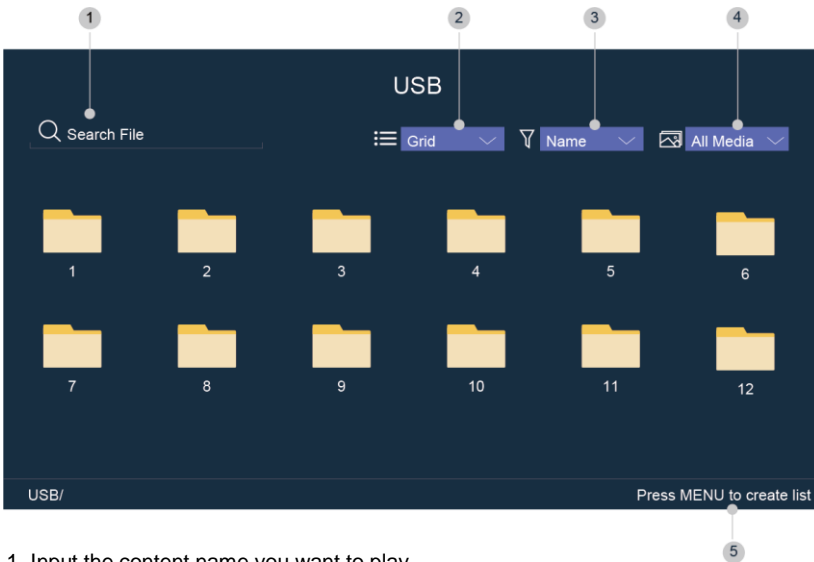 1 2 3 4
USB
Search File Grid Name All Media
1 2 3 4 5 6
7 8 9 10 11 12
USB/ Press MENU to create list
5
1. Input the content name you want to play.